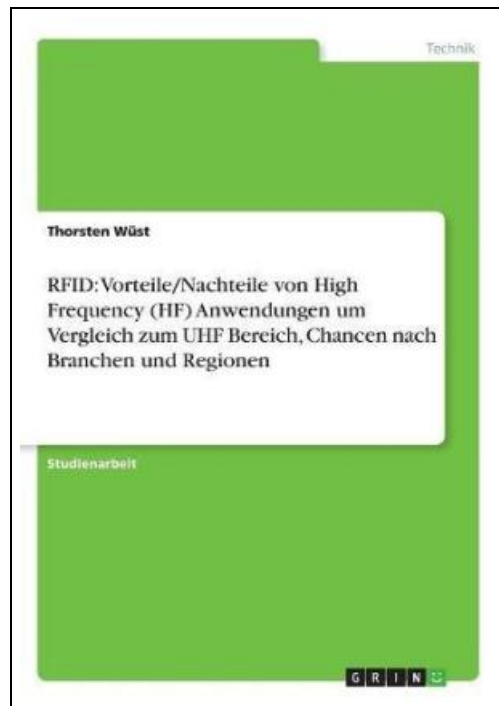 Technik
Thorsten Wüst
RFID: Vorteile/Nachteile von High
Frequency (HF) Anwendungen um
Vergleich zum UHF Bereich, Chancen nach
Branchen und Regionen
Studienarbeit
GRIN